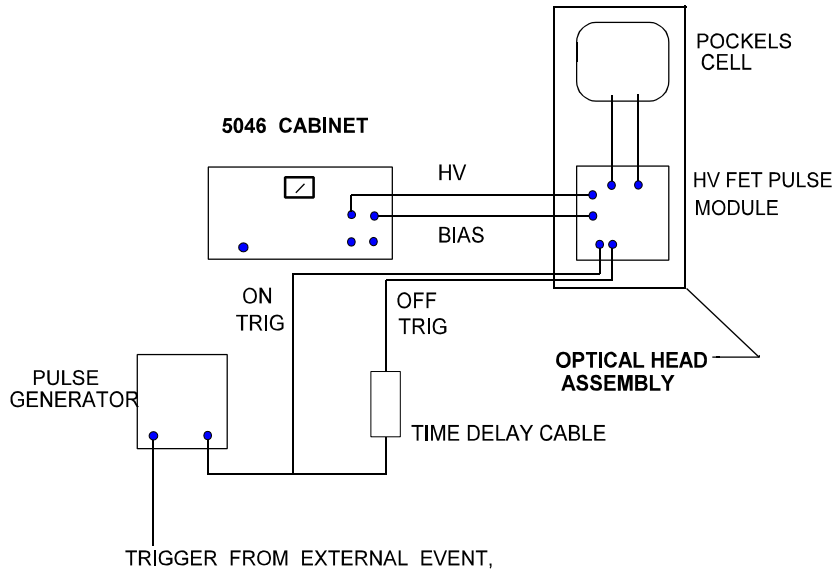 POCKELS
CELL
5046 CABINET
HV
HV FET PULSE
MODULE
BIAS
ON
TRIG
OFF
TRIG
OPTICAL HEAD
ASSEMBLY
PULSE
GENERATOR
TIME DELAY CABLE
TRIGGER FROM EXTERNAL EVENT,